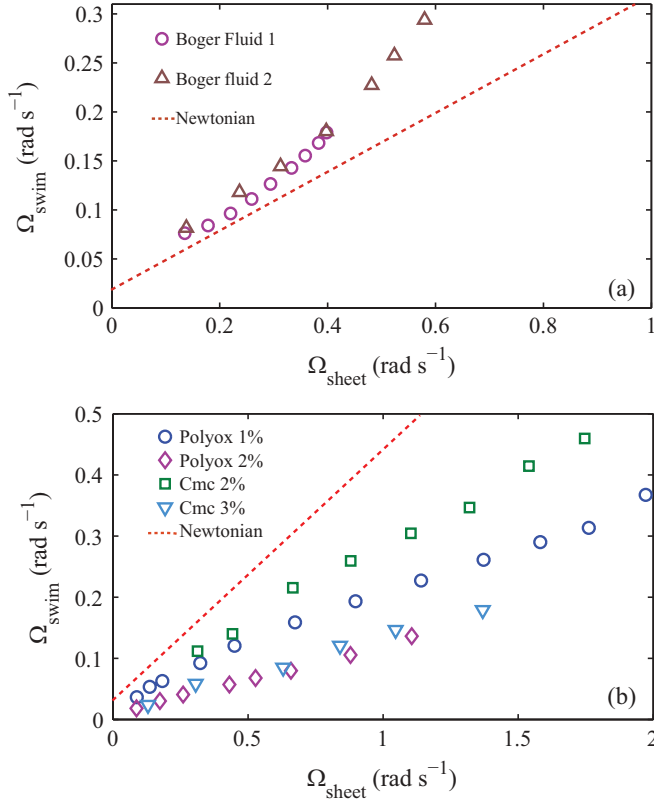 0.3
0.25
0.2
0.15
0.1
0.05
0
Ωswim (rad s⁻¹)
Boger Fluid 1
Boger fluid 2
Newtonian
(a)
0 0.2 0.4 0.6 0.8 1
Ωsheet (rad s⁻¹)
0.5
0.4
0.3
0.2
0.1
0
Ωswim (rad s⁻¹)
Polyox 1%
Polyox 2%
Cmc 2%
Cmc 3%
Newtonian
(b)
0 0.5 1 1.5 2
Ωsheet (rad s⁻¹)